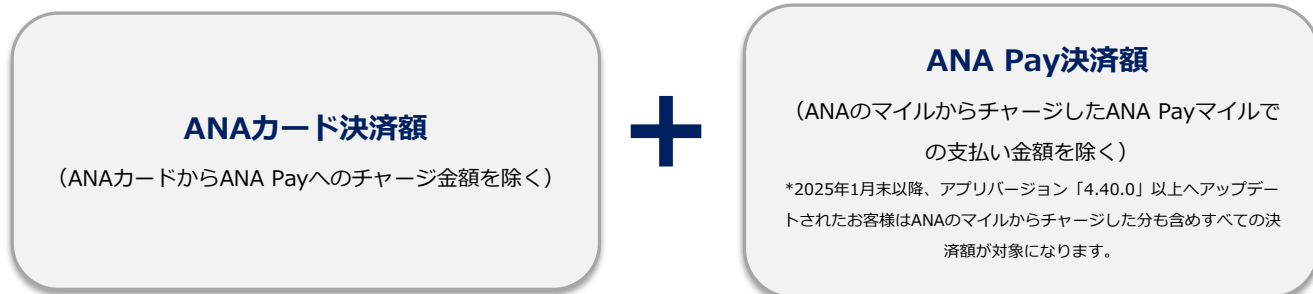 ANAカード決済額
（ANAカードからANA Payへのチャージ金額を除く）
+
ANA Pay決済額
（ANAのマイルからチャージしたANA Payマイルで
の支払い金額を除く）
*2025年1月末以降、アプリバージョン「4.40.0」以上へアップデー
トされたお客様はANAのマイルからチャージした分も含めすべての決
済額が対象になります。